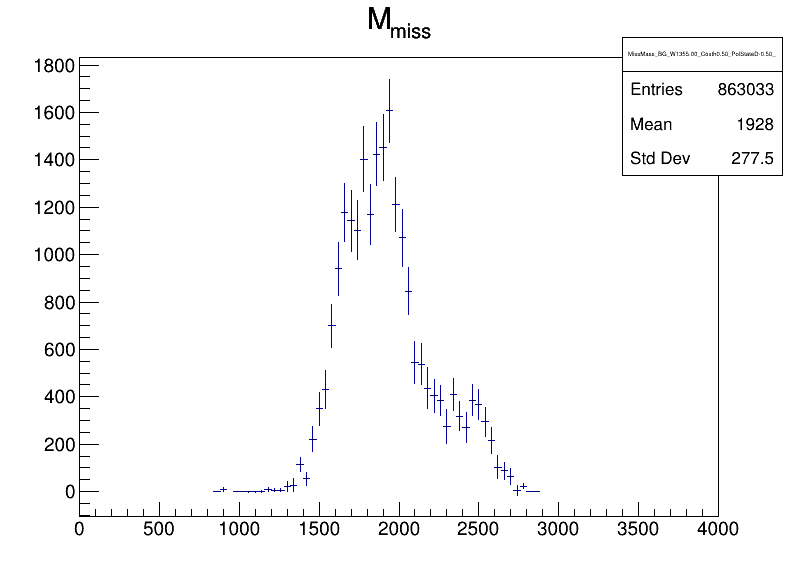 M_miss
MissMass_BG_W1355.00_Costh0.50_PolStateD-0.50_
Entries 863033
Mean 1928
Std Dev 277.5
1800
1600
1400
1200
1000
800
600
400
200
0
0 500 1000 1500 2000 2500 3000 3500 4000